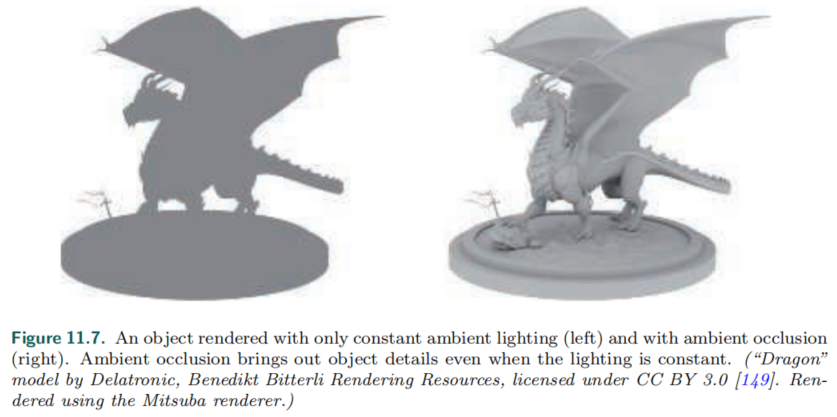 Figure 11.7. An object rendered with only constant ambient lighting (left) and with ambient occlusion
(right). Ambient occlusion brings out object details even when the lighting is constant. (“Dragon”
model by Delatronic, Benedikt Bitterli Rendering Resources, licensed under CC BY 3.0 [149]. Ren-
dered using the Mitsuba renderer.)